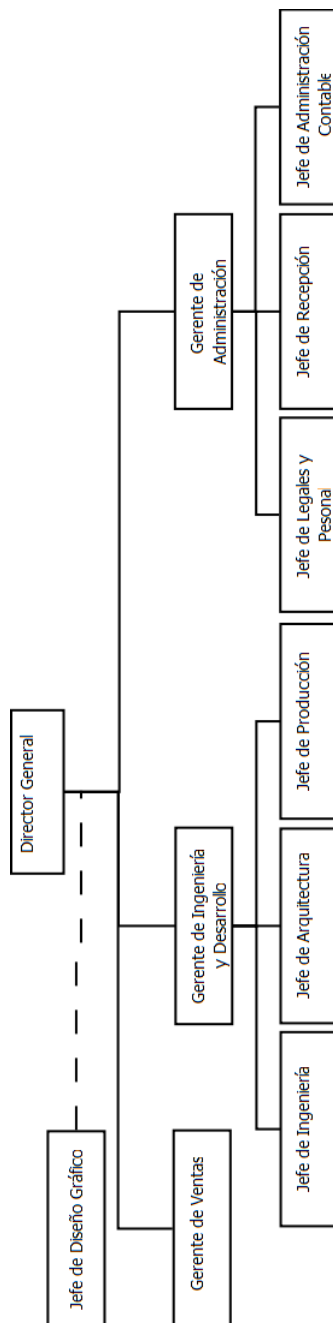 Director General
Jefe de Diseño Gráfico
Gerente de Ventas
Gerente de Ingeniería
y Desarrollo
Gerente de
Administración
Jefe de Ingeniería
Jefe de Arquitectura
Jefe de Producción
Jefe de Legales y
Pesonal
Jefe de Recepción
Jefe de Administración
Contable